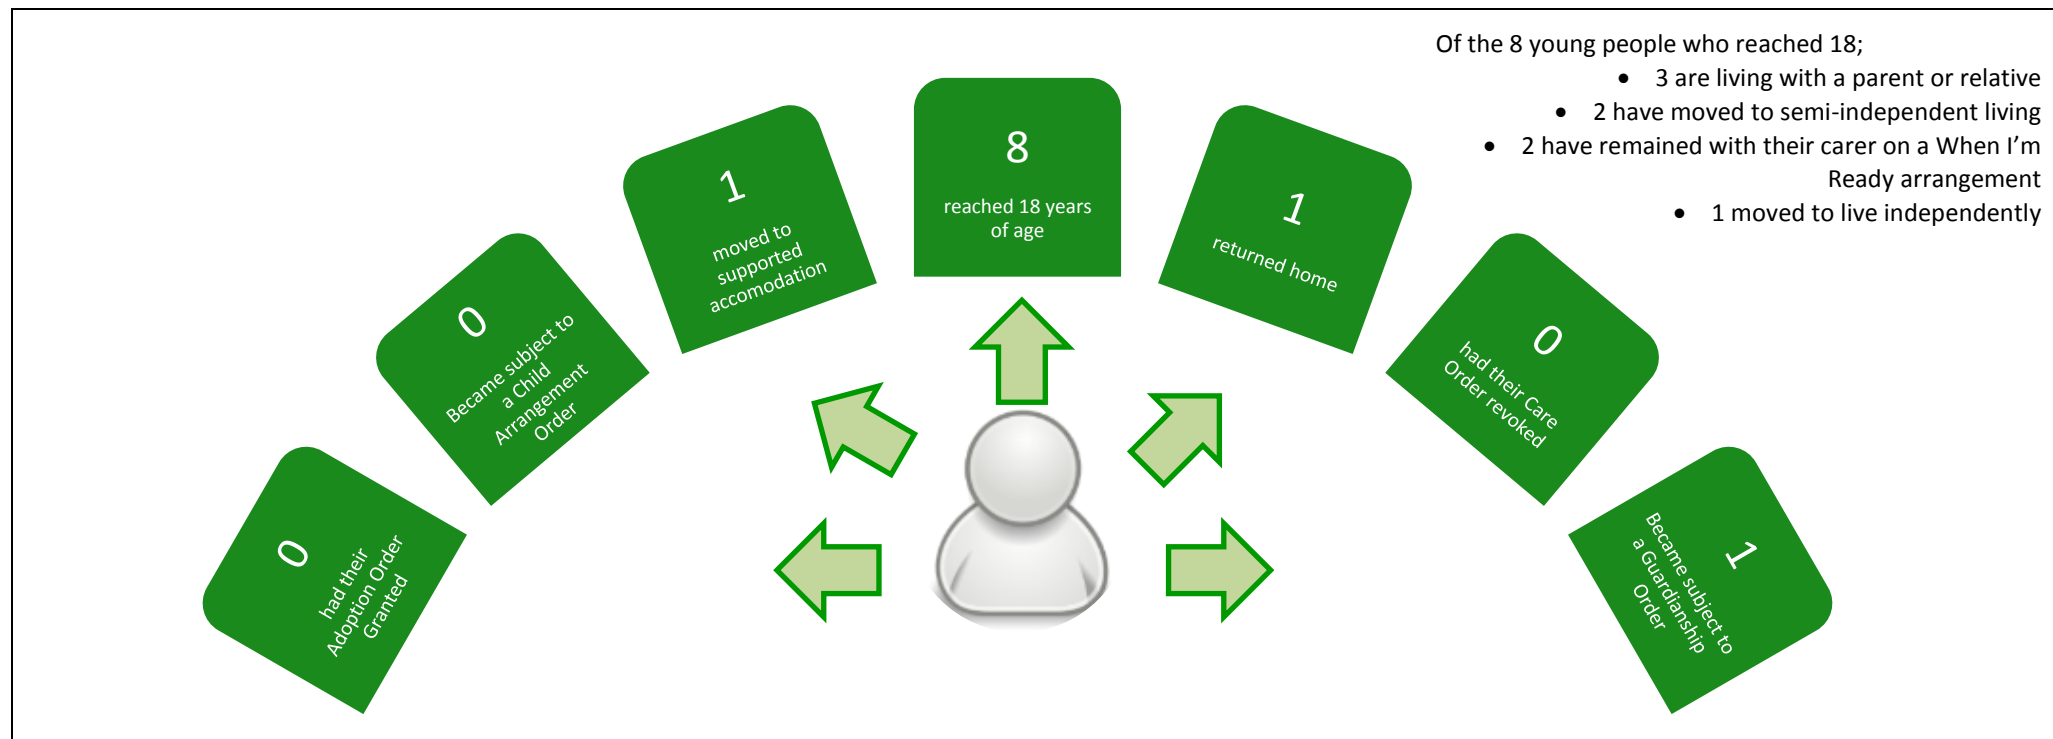 Of the 8 young people who reached 18;
• 3 are living with a parent or relative
• 2 have moved to semi-independent living
• 2 have remained with their carer on a When I’m
Ready arrangement
• 1 moved to live independently
0
had their
Adoption Order
Granted
0
Became subject to
a Child
Arrangement
Order
1
moved to
supported
accomodation
8
reached 18 years
of age
1
returned home
0
had their Care
Order revoked
1
Became subject to
a Guardianship
Order